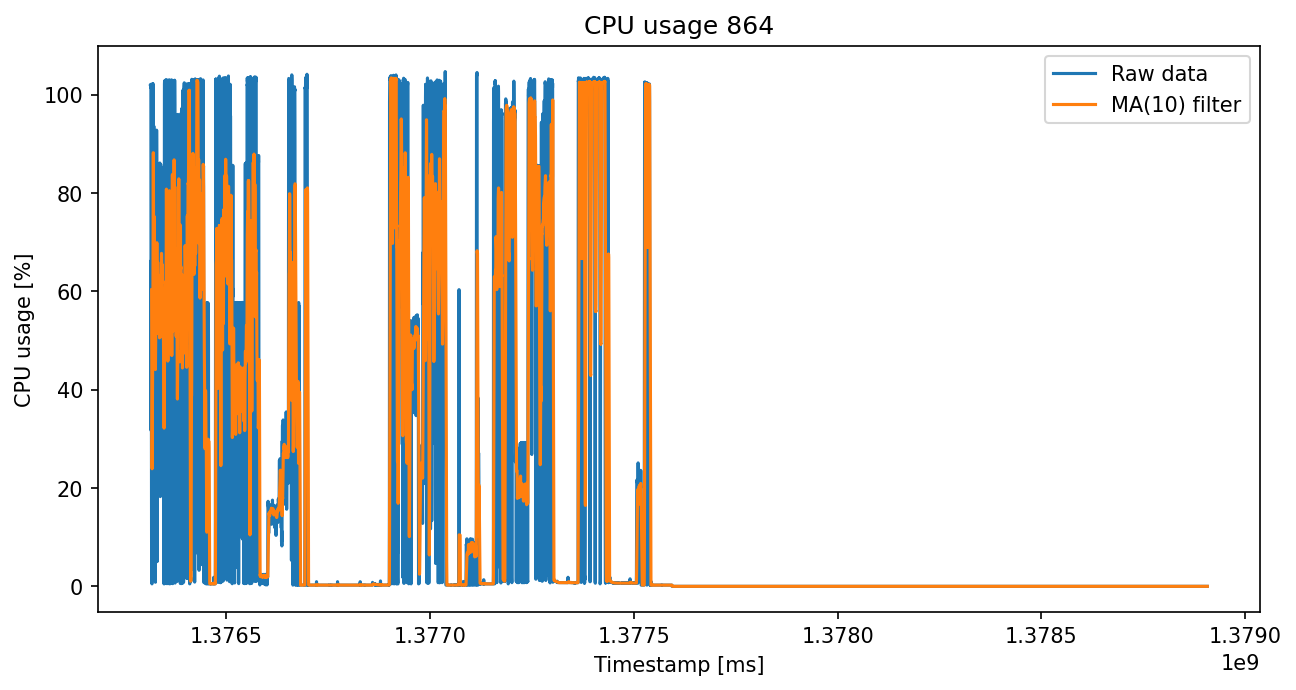 CPU usage 864
Raw data
MA(10) filter
CPU usage [%]
100
80
60
40
20
0
1.3765 1.3770 1.3775 1.3780 1.3785 1.3790
1e9
Timestamp [ms]